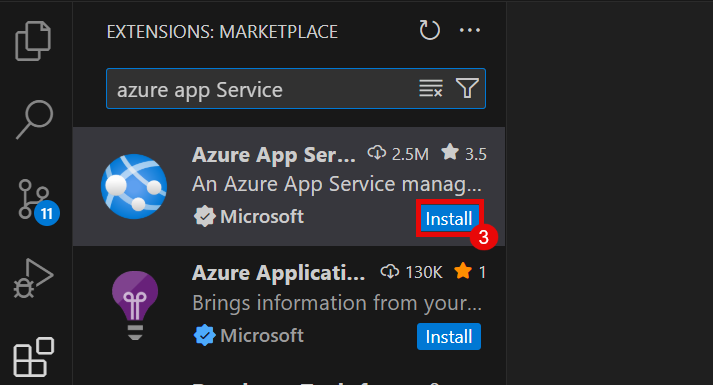 EXTENSIONS: MARKETPLACE
azure app Service
Azure App Ser... 2.5M 3.5
An Azure App Service manag...
Microsoft Install
3
11
Azure Applicati... 130K 1
Brings information from your...
Microsoft Install